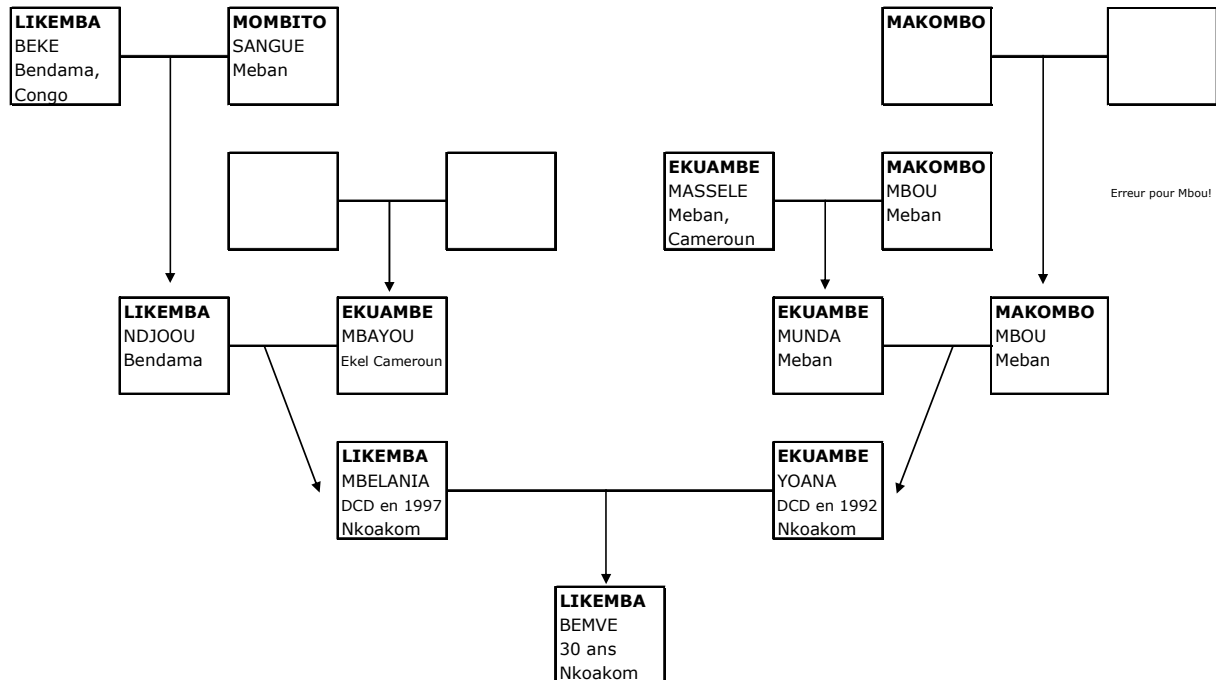 LIKEMBA
BEKE
Bendama,
Congo
MOMBITO
SANGUE
Meban
MAKOMBO
EKUAMBE
MASSELE
Meban,
Cameroun
MAKOMBO
MBOU
Meban
Erreur pour Mbou!
LIKEMBA
NDJOOU
Bendama
EKUAMBE
MBAYOU
Ekel Cameroun
EKUAMBE
MUNDA
Meban
MAKOMBO
MBOU
Meban
LIKEMBA
MBELANIA
DCD en 1997
Nkoakom
EKUAMBE
YOANA
DCD en 1992
Nkoakom
LIKEMBA
BEMVE
30 ans
Nkoakom